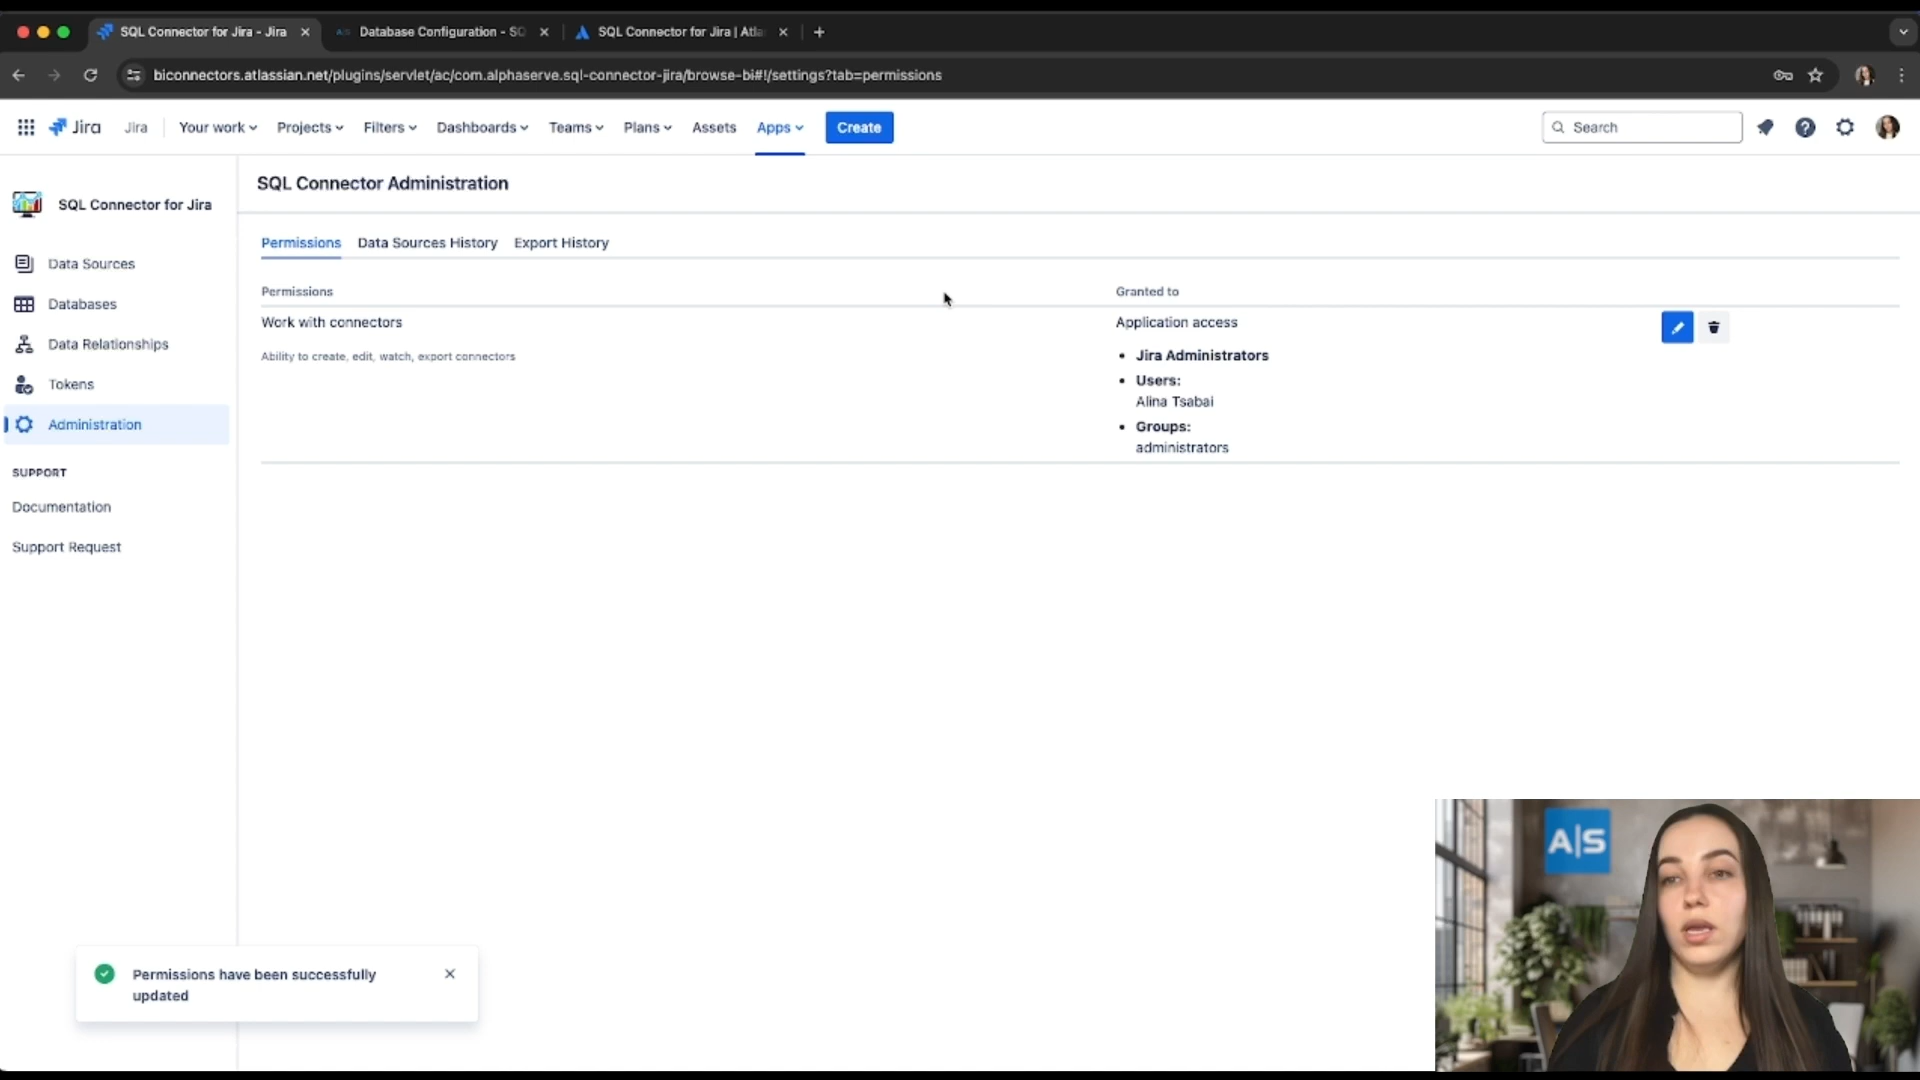 SQL Connector for Jira - Jira
Database Configuration - SQ
SQL Connector for Jira | Atla
biconnectors.atlassian.net/plugins/servlet/ac/com.alphaserve.sql-connector-jira/browse-bi#!/settings?tab=permissions
Jira
Jira
Your work
Projects
Filters
Dashboards
Teams
Plans
Assets
Apps
Create
Search
SQL Connector for Jira
Data Sources
Databases
Data Relationships
Tokens
Administration
SUPPORT
Documentation
Support Request
SQL Connector Administration
Permissions
Data Sources History
Export History
Permissions
Granted to
Work with connectors
Ability to create, edit, watch, export connectors
Application access
Jira Administrators
Users:
Alina Tsabai
Groups:
administrators
Permissions have been successfully
updated
A|S